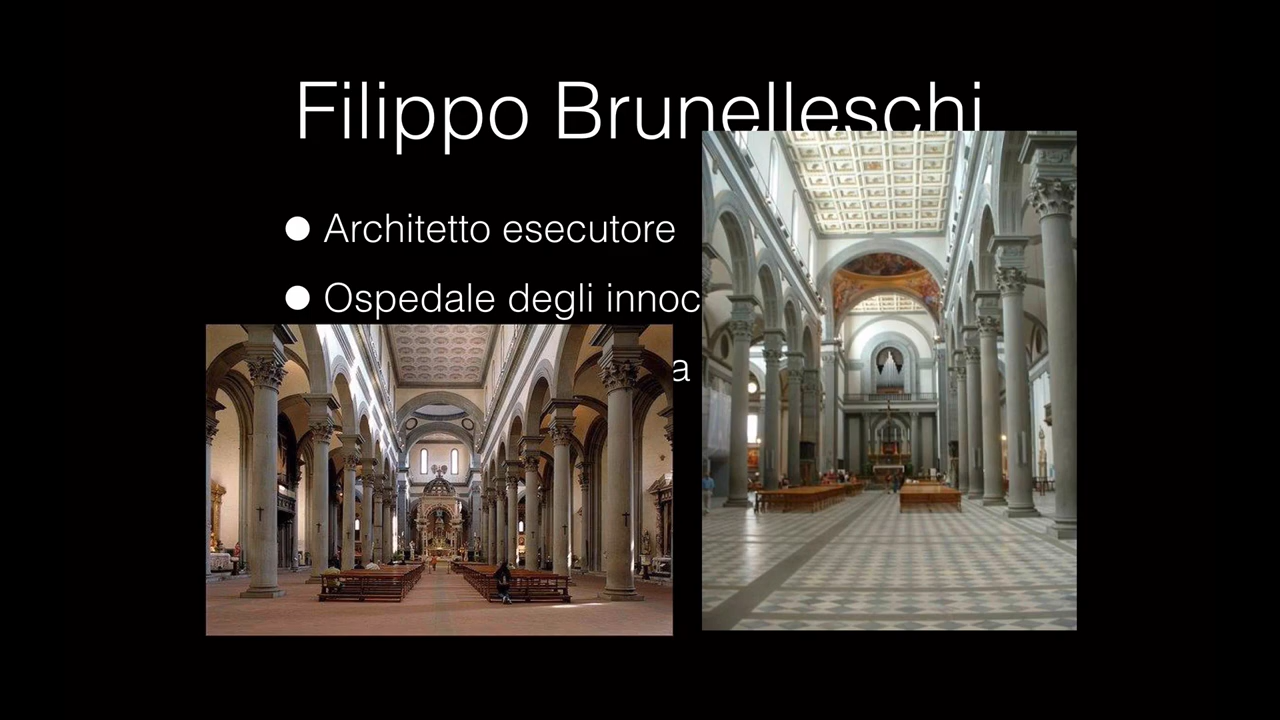 Filippo Brunelleschi
Architetto esecutore
Ospedale degli innoc
a